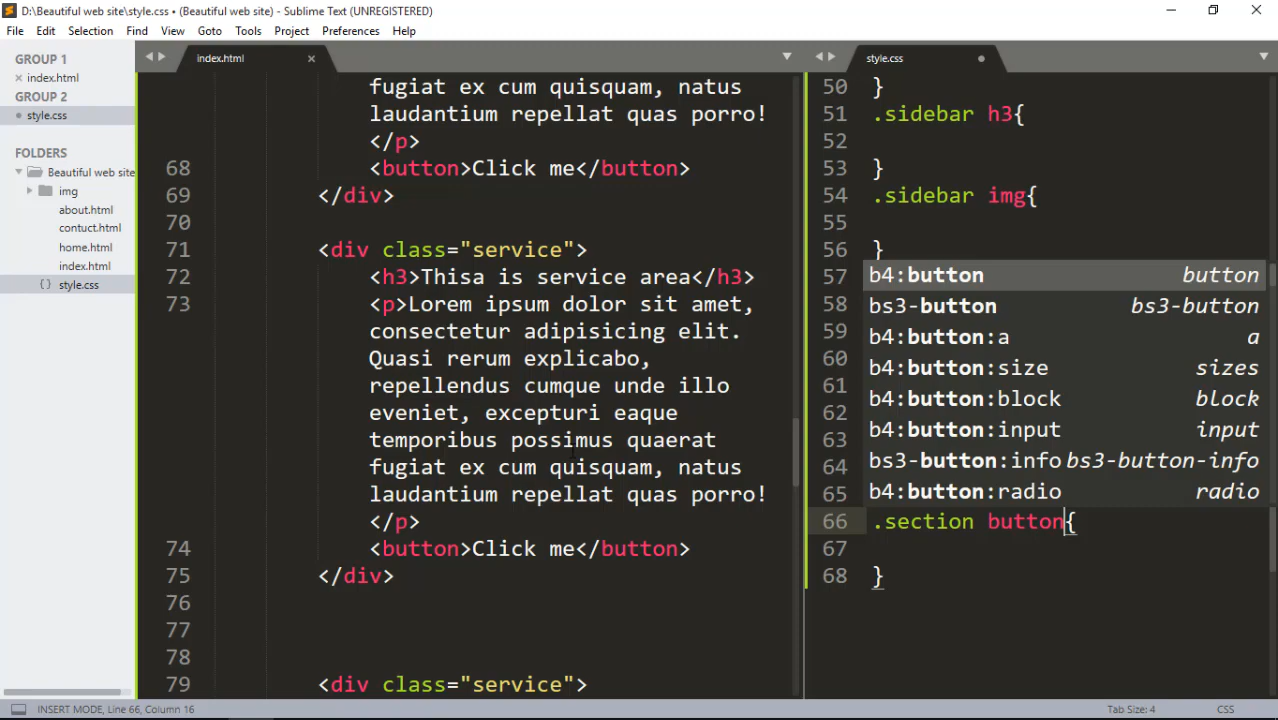 D:\Beautiful web site\style.css • (Beautiful web site) - Sublime Text (UNREGISTERED)
File Edit Selection Find View Goto Tools Project Preferences Help
GROUP 1
index.html
GROUP 2
style.css
FOLDERS
Beautiful web site
img
about.html
contuct.html
home.html
index.html
{ } style.css
index.html
fugiat ex cum quisquam, natus
laudantium repellat quas porro!
</p>
68 <button>Click me</button>
69 </div>
70
71 <div class="service">
72 <h3>Thisa is service area</h3>
73 <p>Lorem ipsum dolor sit amet,
consectetur adipisicing elit.
Quasi rerum explicabo,
repellendus cumque unde illo
eveniet, excepturi eaque
temporibus possimus quaerat
fugiat ex cum quisquam, natus
laudantium repellat quas porro!
</p>
74 <button>Click me</button>
75 </div>
76
77
78
79 <div class="service">
style.css
50 }
51 .sidebar h3{
52
53 }
54 .sidebar img{
55
56 }
57
58
59
60
61
62
63
64
65
b4:button button
bs3-button bs3-button
b4:button:a a
b4:button:size sizes
b4:button:block block
b4:button:input input
bs3-button:info bs3-button-info
b4:button:radio radio
66 .section button{
67
68 }
INSERT MODE, Line 66, Column 16
Tab Size: 4
CSS